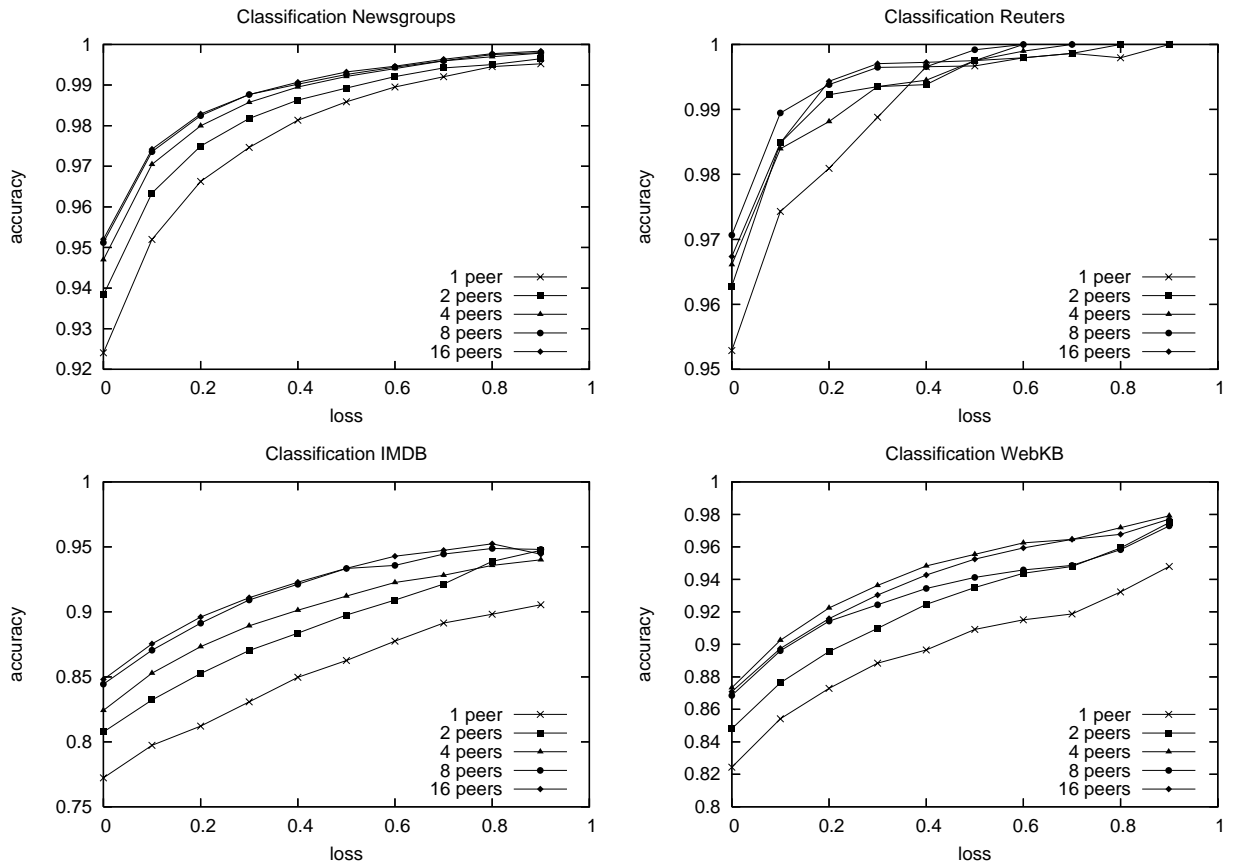 Classification Newsgroups
1
0.99
0.98
0.97
0.96
0.95
0.94
0.93
0.92
accuracy
0 0.2 0.4 0.6 0.8 1
loss
1 peer
2 peers
4 peers
8 peers
16 peers
Classification Reuters
1
0.99
0.98
0.97
0.96
0.95
accuracy
0 0.2 0.4 0.6 0.8 1
loss
1 peer
2 peers
4 peers
8 peers
16 peers
Classification IMDB
1
0.95
0.9
0.85
0.8
0.75
accuracy
0 0.2 0.4 0.6 0.8 1
loss
1 peer
2 peers
4 peers
8 peers
16 peers
Classification WebKB
1
0.98
0.96
0.94
0.92
0.9
0.88
0.86
0.84
0.82
0.8
accuracy
0 0.2 0.4 0.6 0.8 1
loss
1 peer
2 peers
4 peers
8 peers
16 peers